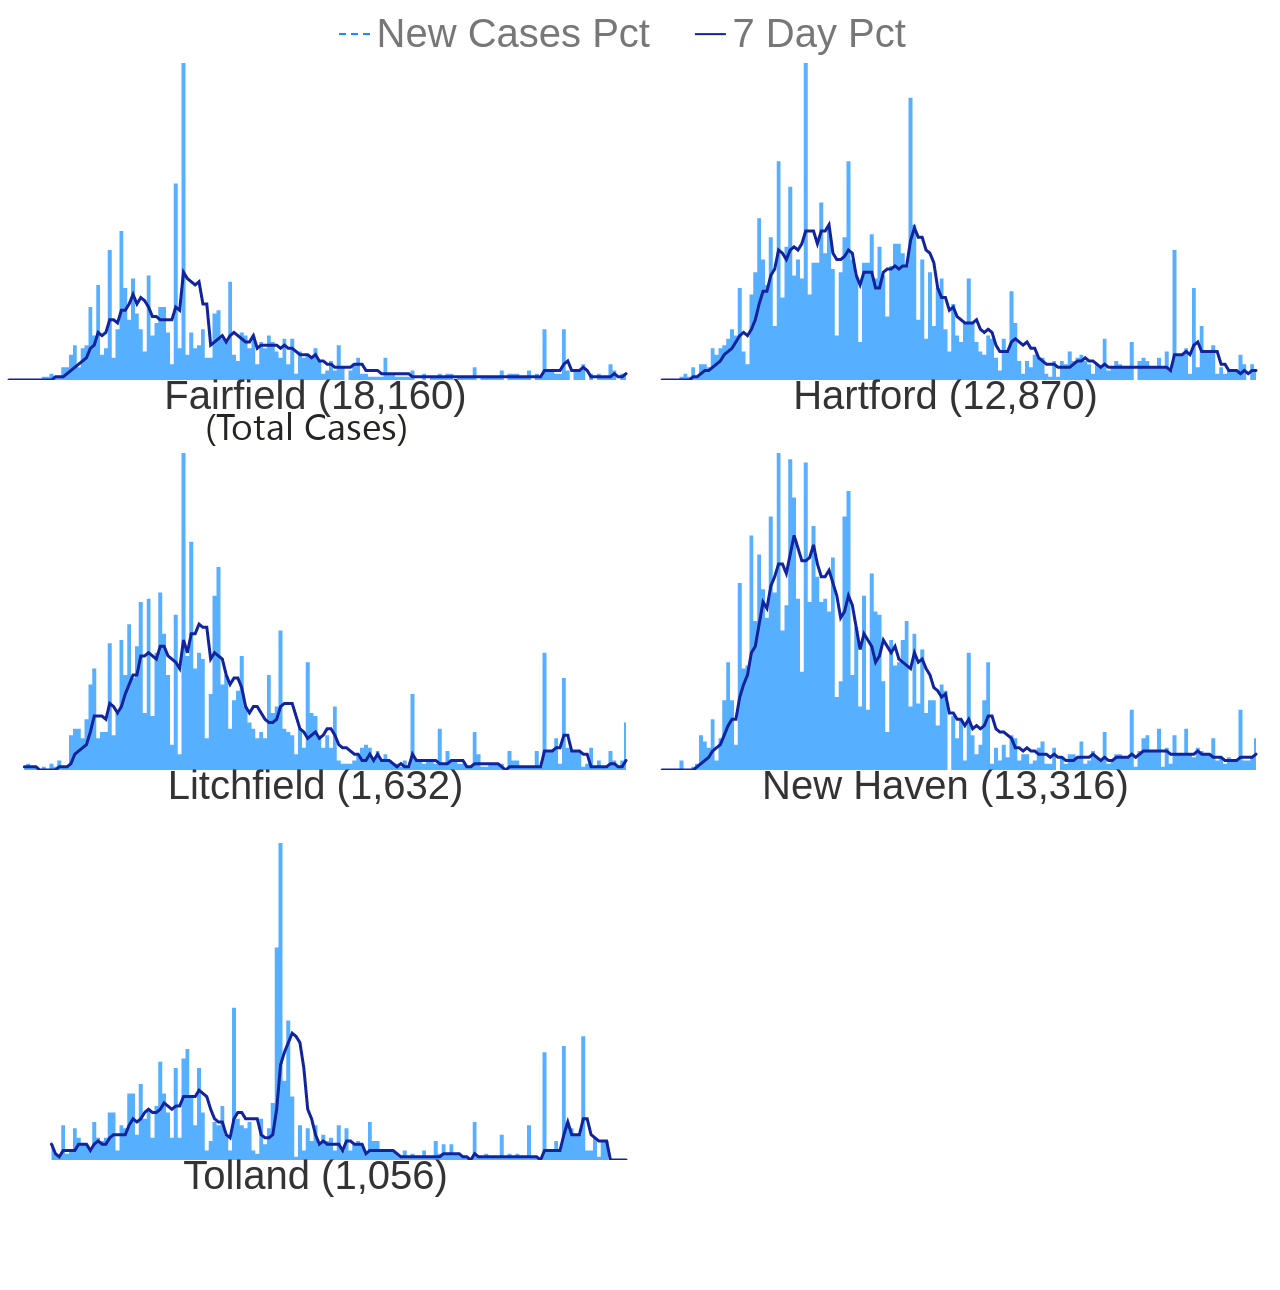 New Cases Pct 7 Day Pct
Fairfield (18,160)
(Total Cases)
Hartford (12,870)
Litchfield (1,632)
New Haven (13,316)
Tolland (1,056)